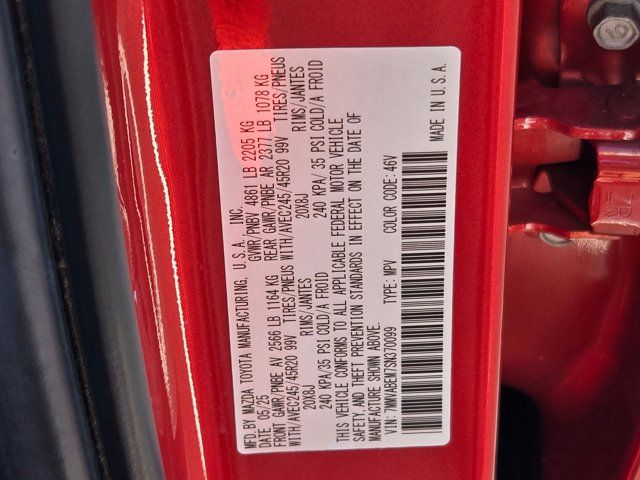 MFD.BY MAZDA TOYOTA MANUFACTURING, U.S.A. INC.
DATE 05/25 GVWR/PNBV 4861 LB 2205 KG
FRONT GAWR/PNBE AV 2566 LB 1164 KG REAR GAWR/PNBE AR 2377 LB 1078 KG
WITH/AVEC245/45R20 99V TIRES/PNEUS WITH/AVEC245/45R20 99V TIRES/PNEUS
20X8J RIMS/JANTES 20X8J RIMS/JANTES
240 KPA/35 PSI COLD/A FROID 240 KPA/ 35 PSI COLD/A FROID
THIS VEHICLE CONFORMS TO ALL APPLICABLE FEDERAL MOTOR VEHICLE
SAFETY, AND THEFT PREVENTION STANDARDS IN EFFECT ON THE DATE OF
MANUFACTURE SHOWN ABOVE. MADE IN U.S.A.
VIN: 7MMVABEM7SN370099 TYPE: MPV COLOR CODE: 46V